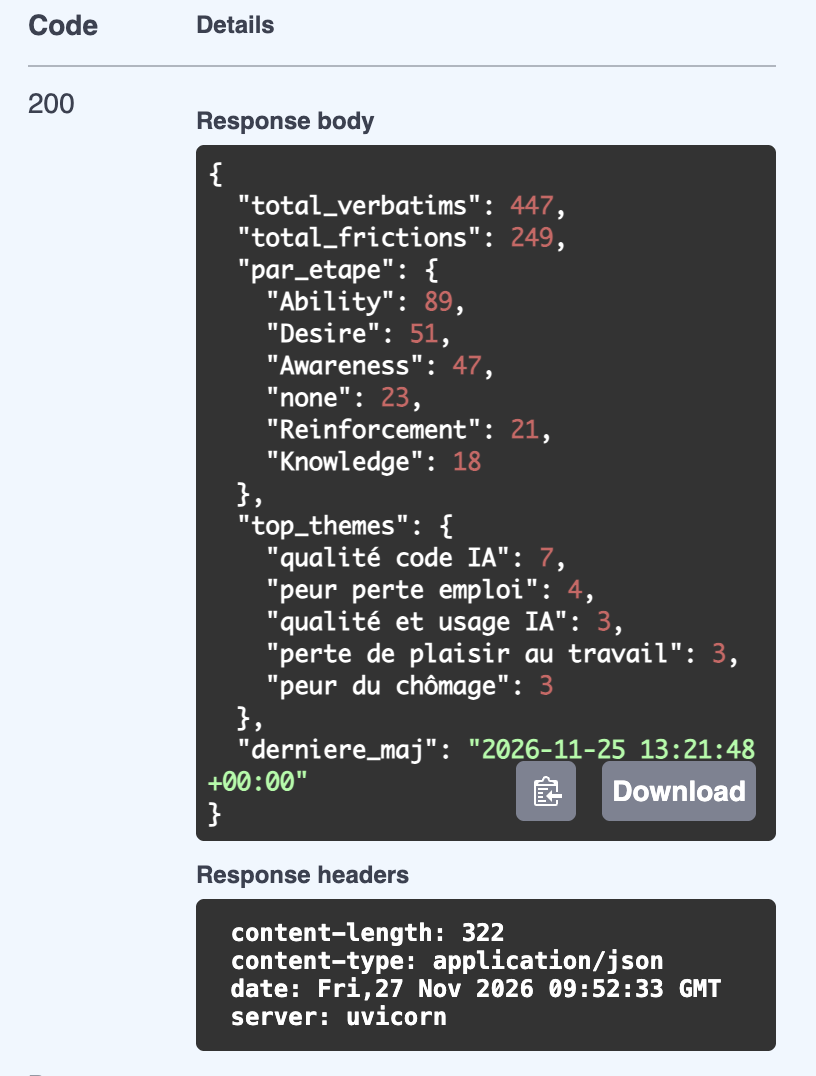 Code Details
200
Response body
{
"total_verbatims": 447,
"total_frictions": 249,
"par_etape": {
"Ability": 89,
"Desire": 51,
"Awareness": 47,
"none": 23,
"Reinforcement": 21,
"Knowledge": 18
},
"top_themes": {
"qualité code IA": 7,
"peur perte emploi": 4,
"qualité et usage IA": 3,
"perte de plaisir au travail": 3,
"peur du chômage": 3
},
"derniere_maj": "2026-11-25 13:21:48
+00:00"
}
Download
Response headers
content-length: 322
content-type: application/json
date: Fri,27 Nov 2026 09:52:33 GMT
server: uvicorn